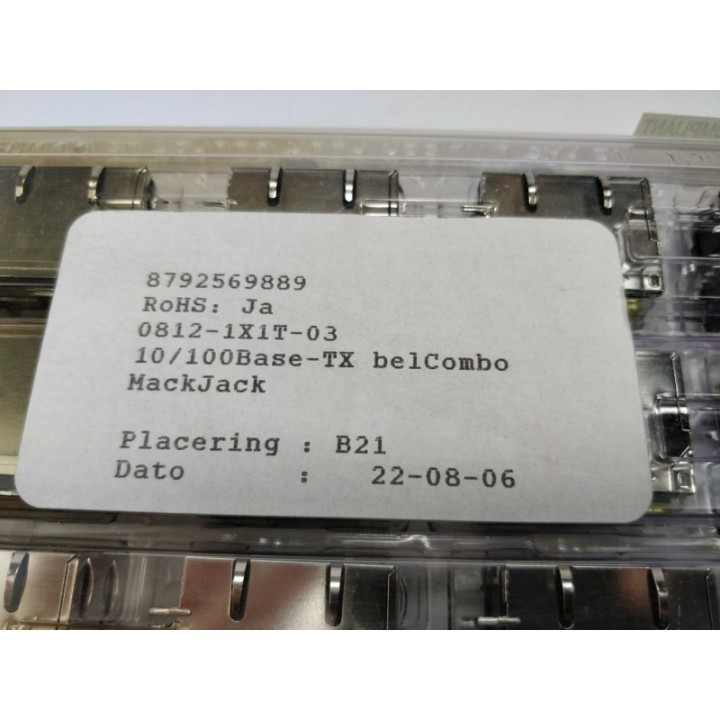 8792569889
RoHS: Ja
0812-1X1T-03
10/100Base-TX belCombo
MackJack
Placering : B21
Dato : 22-08-06